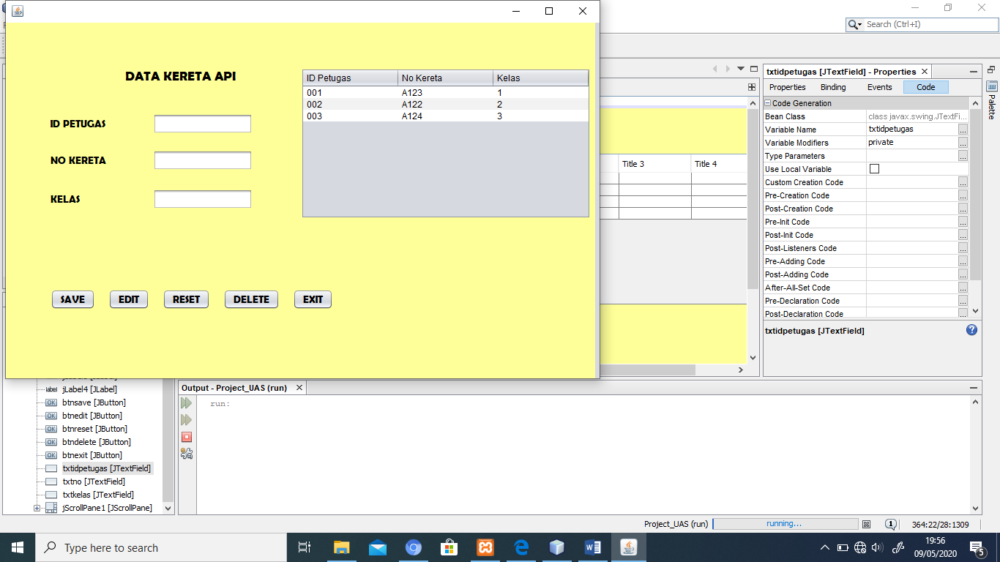 Search (Ctrl+I)
DATA KERETA API
ID PETUGAS
NO KERETA
KELAS
ID Petugas No Kereta Kelas
001 A123 1
002 A122 2
003 A124 3
SAVE EDIT RESET DELETE EXIT
Title 3 Title 4
txtidpetugas [JTextField] - Properties
Properties Binding Events Code
Code Generation
Bean Class class javax.swing.JTextFi...
Variable Name txtidpetugas ...
Variable Modifiers private ...
Type Parameters ...
Use Local Variable
Custom Creation Code ...
Pre-Creation Code ...
Post-Creation Code ...
Pre-Init Code ...
Post-Init Code ...
Post-Listeners Code ...
Pre-Adding Code ...
Post-Adding Code ...
After-All-Set Code ...
Pre-Declaration Code ...
Post-Declaration Code ...
txtidpetugas [JTextField]
?
Palette
label jLabel4 [JLabel]
OK btnsave [JButton]
OK btnedit [JButton]
OK btnreset [JButton]
OK btndelete [JButton]
OK btnexit [JButton]
txtidpetugas [JTextField]
txtno [JTextField]
txtkelas [JTextField]
jScrollPane1 [JScrollPane]
Output - Project_UAS (run)
run:
Project_UAS (run) running... 1 364:22/28:1309
Type here to search
19:56
09/05/2020
5